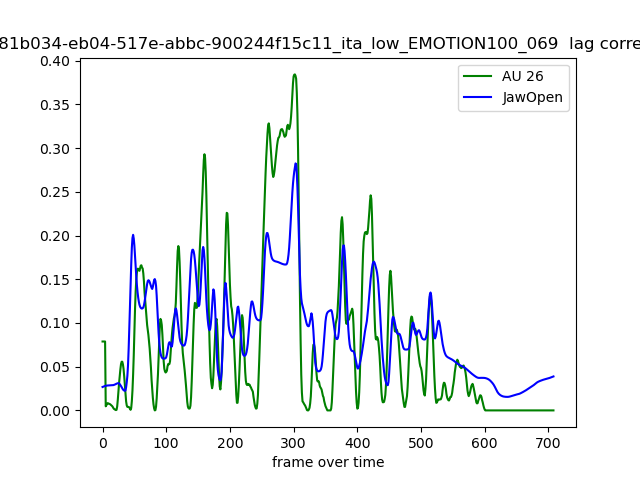 81b034-eb04-517e-abbc-900244f15c11_ita_low_EMOTION100_069 lag corre
0.40
0.35
0.30
0.25
0.20
0.15
0.10
0.05
0.00
AU 26
JawOpen
0 100 200 300 400 500 600 700
frame over time